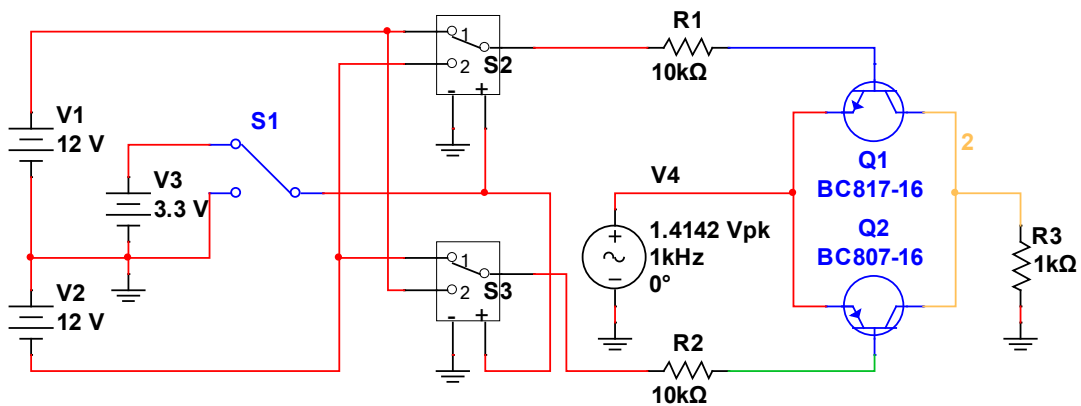 R1
10kΩ
1
2
S2
-
+
V1
12 V
S1
V3
3.3 V
Q1
BC817-16
2
V4
1.4142 Vpk
1kHz
0°
+
Q2
BC807-16
R3
1kΩ
1
2
S3
-
+
V2
12 V
R2
10kΩ